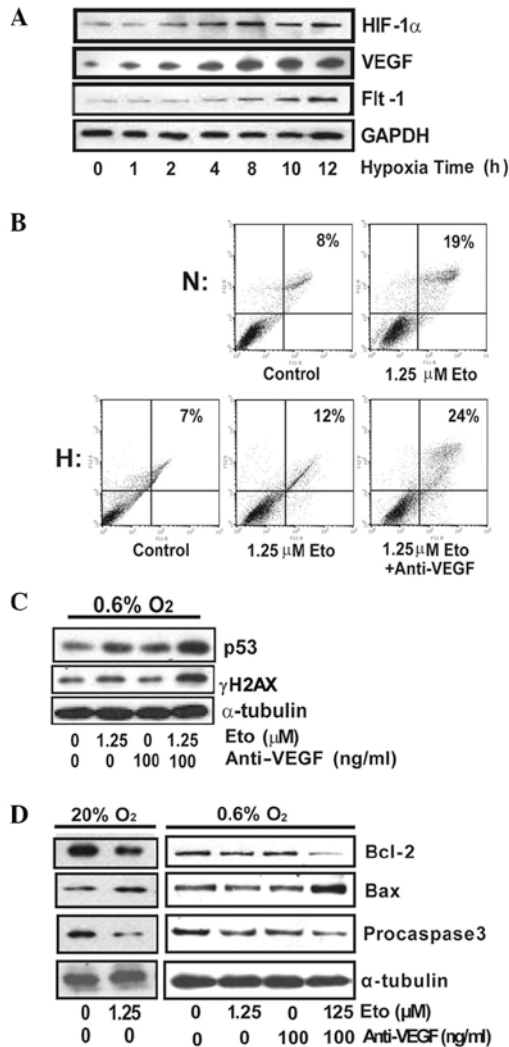 A
HIF-1α
VEGF
Flt -1
GAPDH
0 1 2 4 8 10 12 Hypoxia Time (h)
B
N:
8% 19%
Control 1.25 μM Eto
H:
7% 12% 24%
Control 1.25 μM Eto 1.25 μM Eto
+Anti-VEGF
C
0.6% O2
p53
γH2AX
α-tubulin
0 1.25 0 1.25 Eto (μM)
0 0 100 100 Anti-VEGF (ng/ml)
D
20% O2 0.6% O2
Bcl-2
Bax
Procaspase3
α-tubulin
0 1.25 0 1.25 0 125 Eto (μM)
0 0 0 0 100 100 Anti-VEGF(ng/ml)